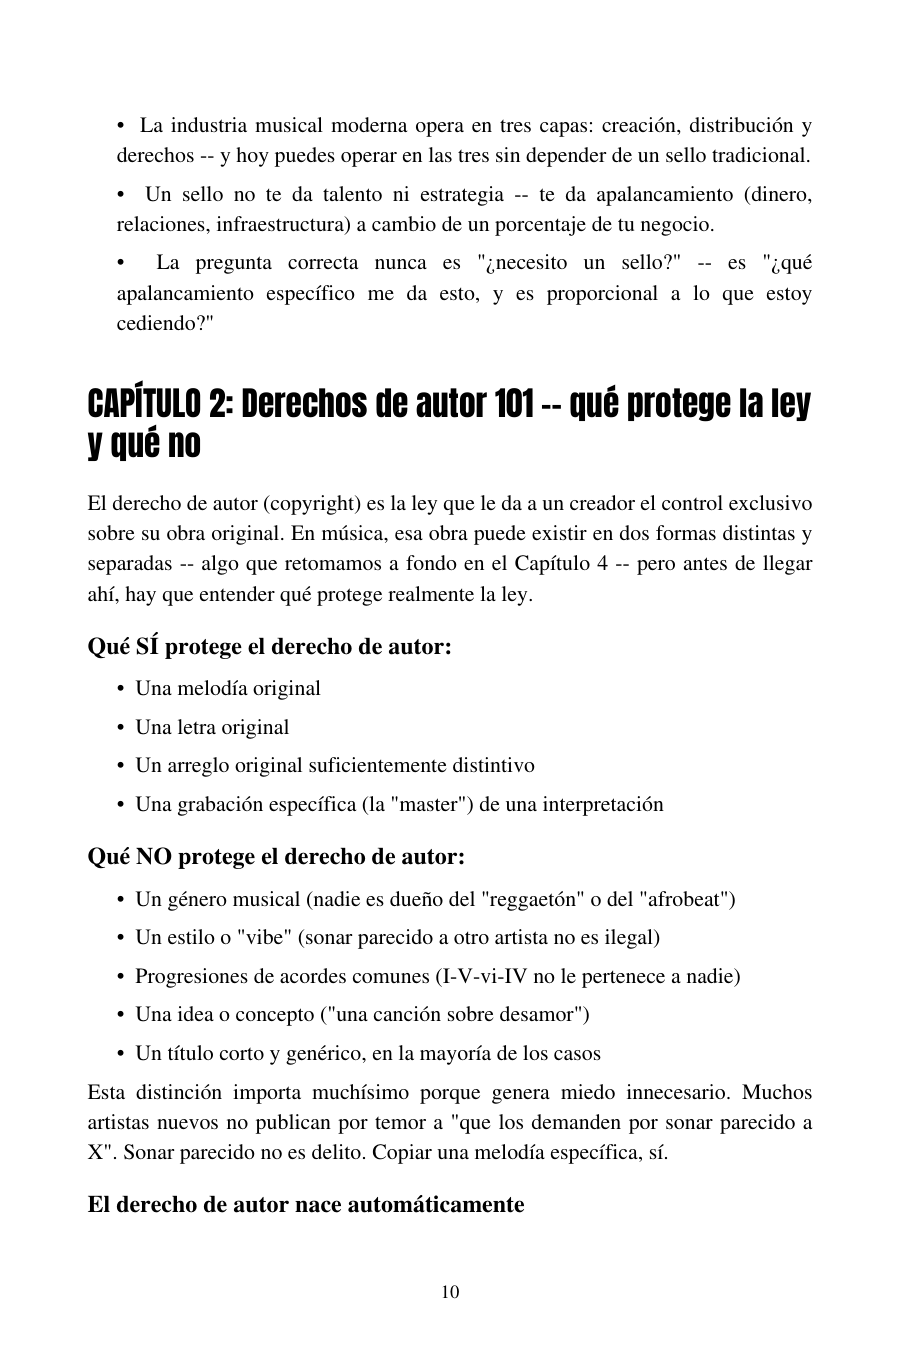 • La industria musical moderna opera en tres capas: creación, distribución y
derechos -- y hoy puedes operar en las tres sin depender de un sello tradicional.
• Un sello no te da talento ni estrategia -- te da apalancamiento (dinero,
relaciones, infraestructura) a cambio de un porcentaje de tu negocio.
• La pregunta correcta nunca es "¿necesito un sello?" -- es "¿qué
apalancamiento específico me da esto, y es proporcional a lo que estoy
cediendo?"
CAPÍTULO 2: Derechos de autor 101 -- qué protege la ley
y qué no
El derecho de autor (copyright) es la ley que le da a un creador el control exclusivo
sobre su obra original. En música, esa obra puede existir en dos formas distintas y
separadas -- algo que retomamos a fondo en el Capítulo 4 -- pero antes de llegar
ahí, hay que entender qué protege realmente la ley.
Qué SÍ protege el derecho de autor:
• Una melodía original
• Una letra original
• Un arreglo original suficientemente distintivo
• Una grabación específica (la "master") de una interpretación
Qué NO protege el derecho de autor:
• Un género musical (nadie es dueño del "reggaetón" o del "afrobeat")
• Un estilo o "vibe" (sonar parecido a otro artista no es ilegal)
• Progresiones de acordes comunes (I-V-vi-IV no le pertenece a nadie)
• Una idea o concepto ("una canción sobre desamor")
• Un título corto y genérico, en la mayoría de los casos
Esta distinción importa muchísimo porque genera miedo innecesario. Muchos
artistas nuevos no publican por temor a "que los demanden por sonar parecido a
X". Sonar parecido no es delito. Copiar una melodía específica, sí.
El derecho de autor nace automáticamente
10